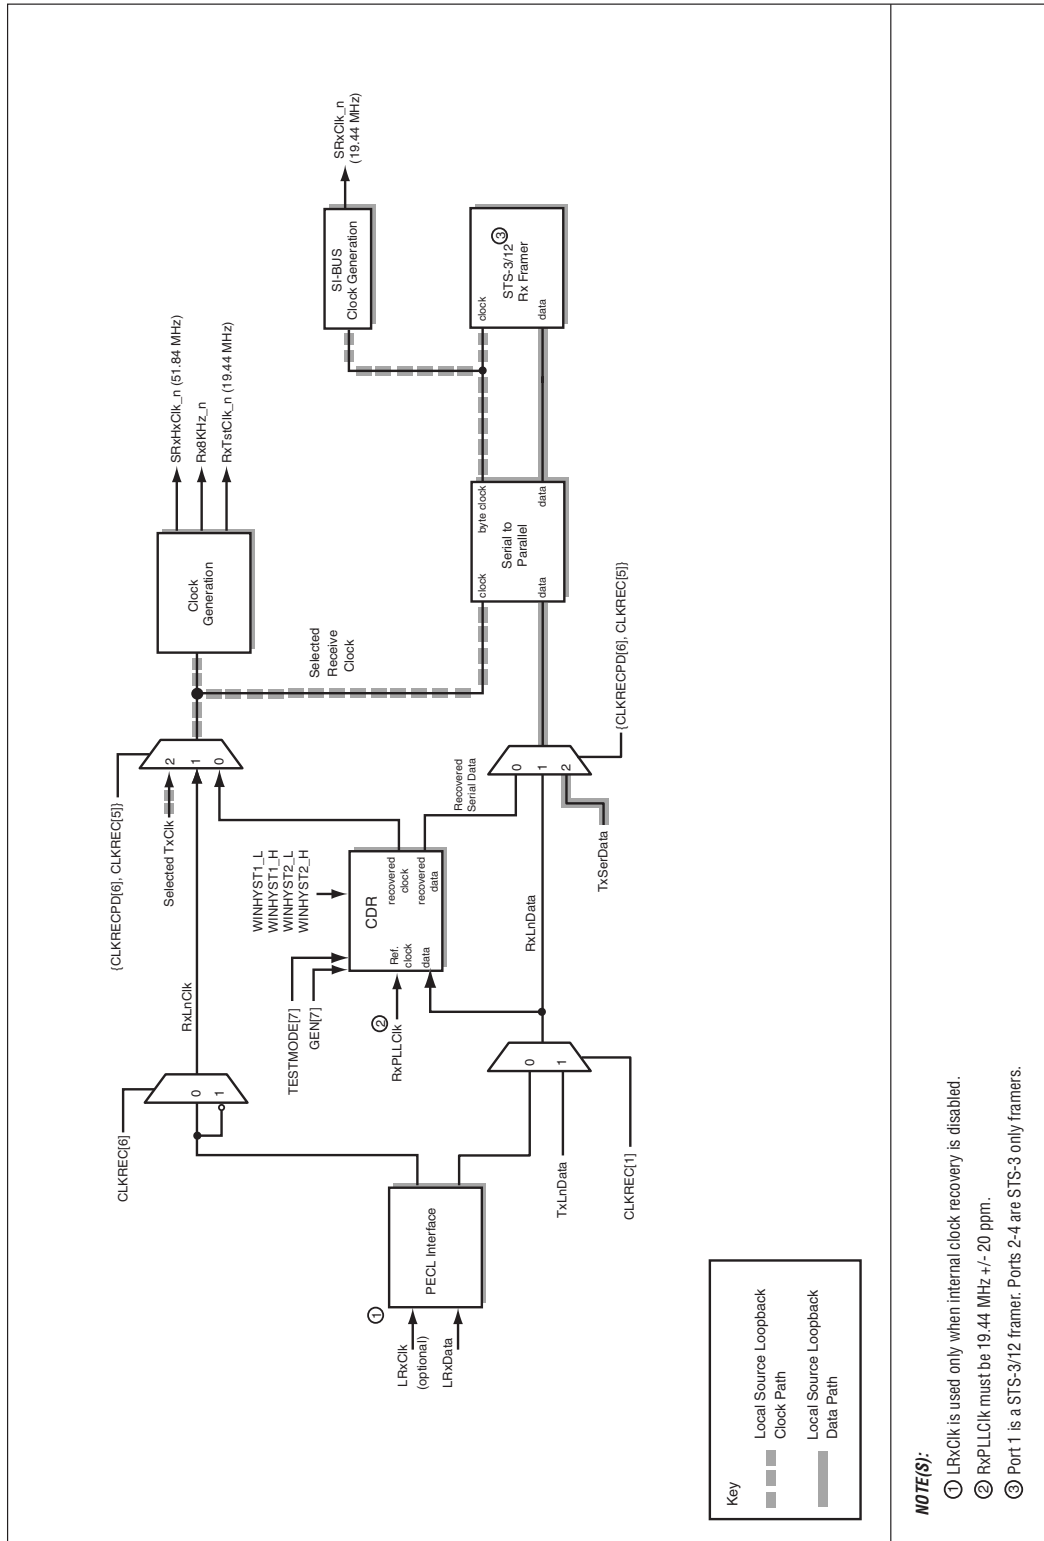 SRxHxClk_n (51.84 MHz)
Rx8KHz_n
RxTstClk_n (19.44 MHz)
SRxClk_n
(19.44 MHz)
Clock
Generation
SI-BUS
Clock Generation
STS-3/12 ③
Rx Framer
clock
data
{CLKRECPD[6], CLKREC[5]}
Selected TxClk
2
1
0
Selected
Receive
Clock
clock
byte clock
Serial to
Parallel
data
data
CLKREC[6]
0
1
RxLnClk
TESTMODE[7]
GEN[7]
WINHYST1_L
WINHYST1_H
WINHYST2_L
WINHYST2_H
②
RxPLLClk
CDR
Ref.
clock
data
recovered
clock
recovered
data
Recovered
Serial Data
0
1
2
{CLKRECPD[6], CLKREC[5]}
TxSerData
RxLnData
①
LRxClk
(optional)
LRxData
PECL Interface
0
1
TxLnData
CLKREC[1]
Key
Local Source Loopback
Clock Path
Local Source Loopback
Data Path
NOTE(S):
① LRxClk is used only when internal clock recovery is disabled.
② RxPLLClk must be 19.44 MHz +/- 20 ppm.
③ Port 1 is a STS-3/12 framer. Ports 2-4 are STS-3 only framers.